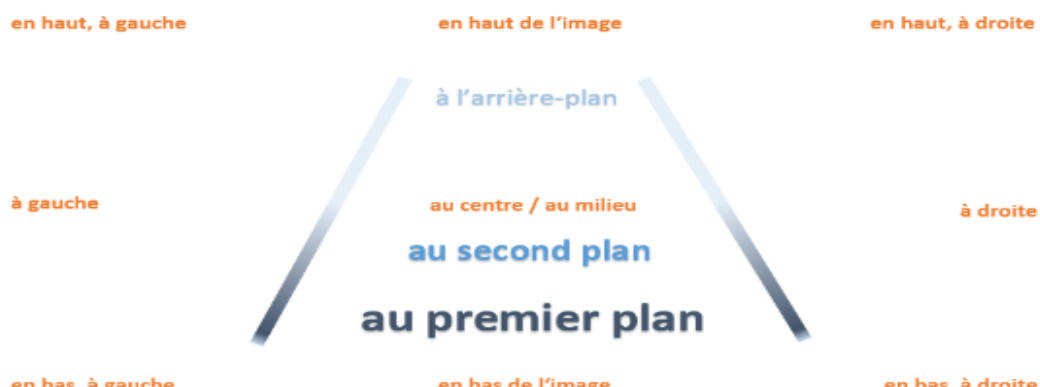 en haut, à gauche en haut de l'image en haut, à droite
à l'arrière-plan
à gauche au centre / au milieu à droite
au second plan
au premier plan
en bas, à gauche en bas de l'image en bas, à droite